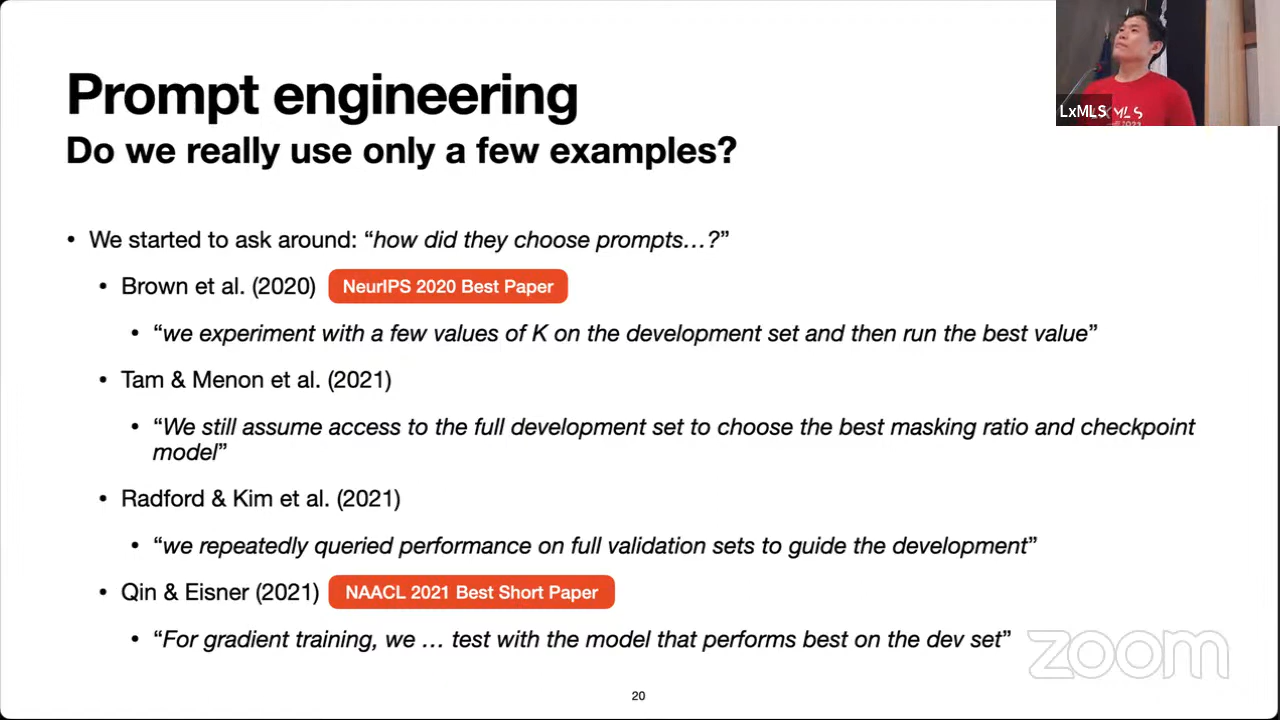 Prompt engineering
Do we really use only a few examples?
LxMLS
• We started to ask around: “how did they choose prompts…?”
• Brown et al. (2020) NeurIPS 2020 Best Paper
• “we experiment with a few values of K on the development set and then run the best value”
• Tam & Menon et al. (2021)
• “We still assume access to the full development set to choose the best masking ratio and checkpoint
model”
• Radford & Kim et al. (2021)
• “we repeatedly queried performance on full validation sets to guide the development”
• Qin & Eisner (2021) NAACL 2021 Best Short Paper
• “For gradient training, we … test with the model that performs best on the dev set”
zoom
20